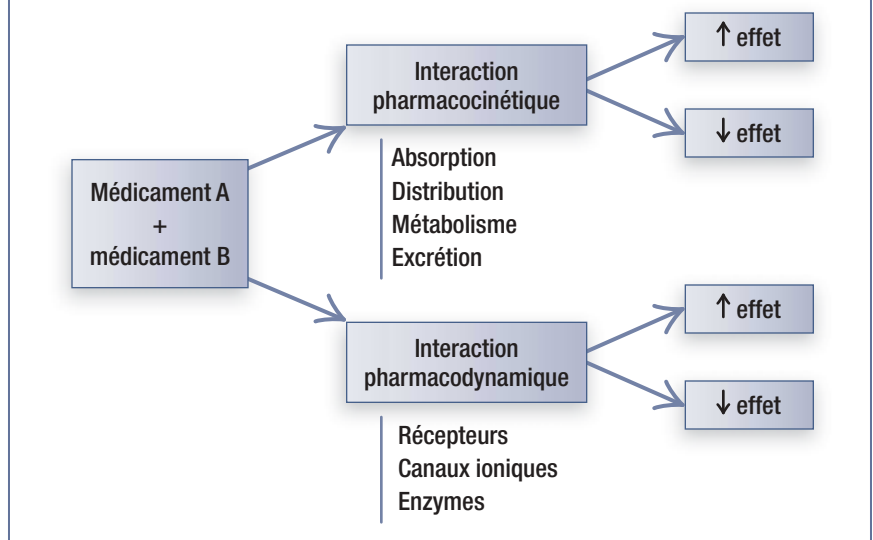 Médicament A
+
médicament B
Interaction
pharmacocinétique
Absorption
Distribution
Métabolisme
Excrétion
↑ effet
↓ effet
Interaction
pharmacodynamique
Récepteurs
Canaux ioniques
Enzymes
↑ effet
↓ effet